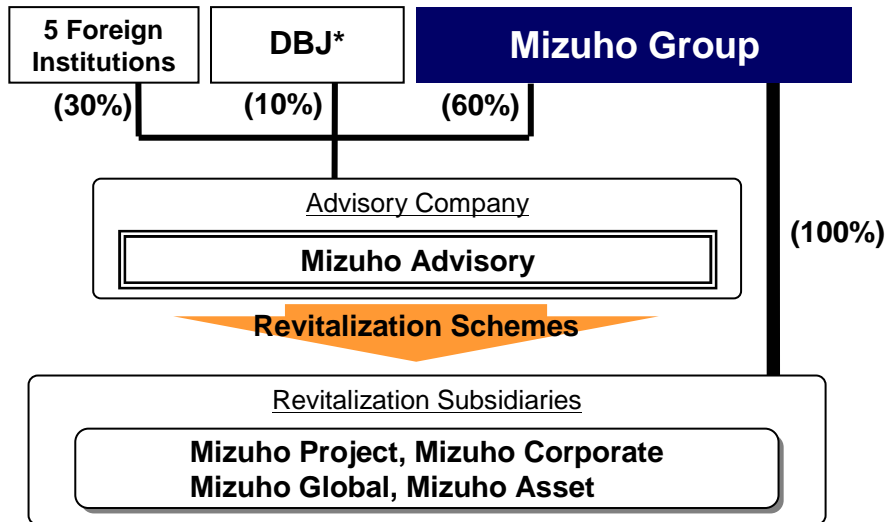 5 Foreign
Institutions
DBJ*
Mizuho Group
(30%)
(10%)
(60%)
Advisory Company
(100%)
Mizuho Advisory
Revitalization Schemes
Revitalization Subsidiaries
Mizuho Project, Mizuho Corporate
Mizuho Global, Mizuho Asset